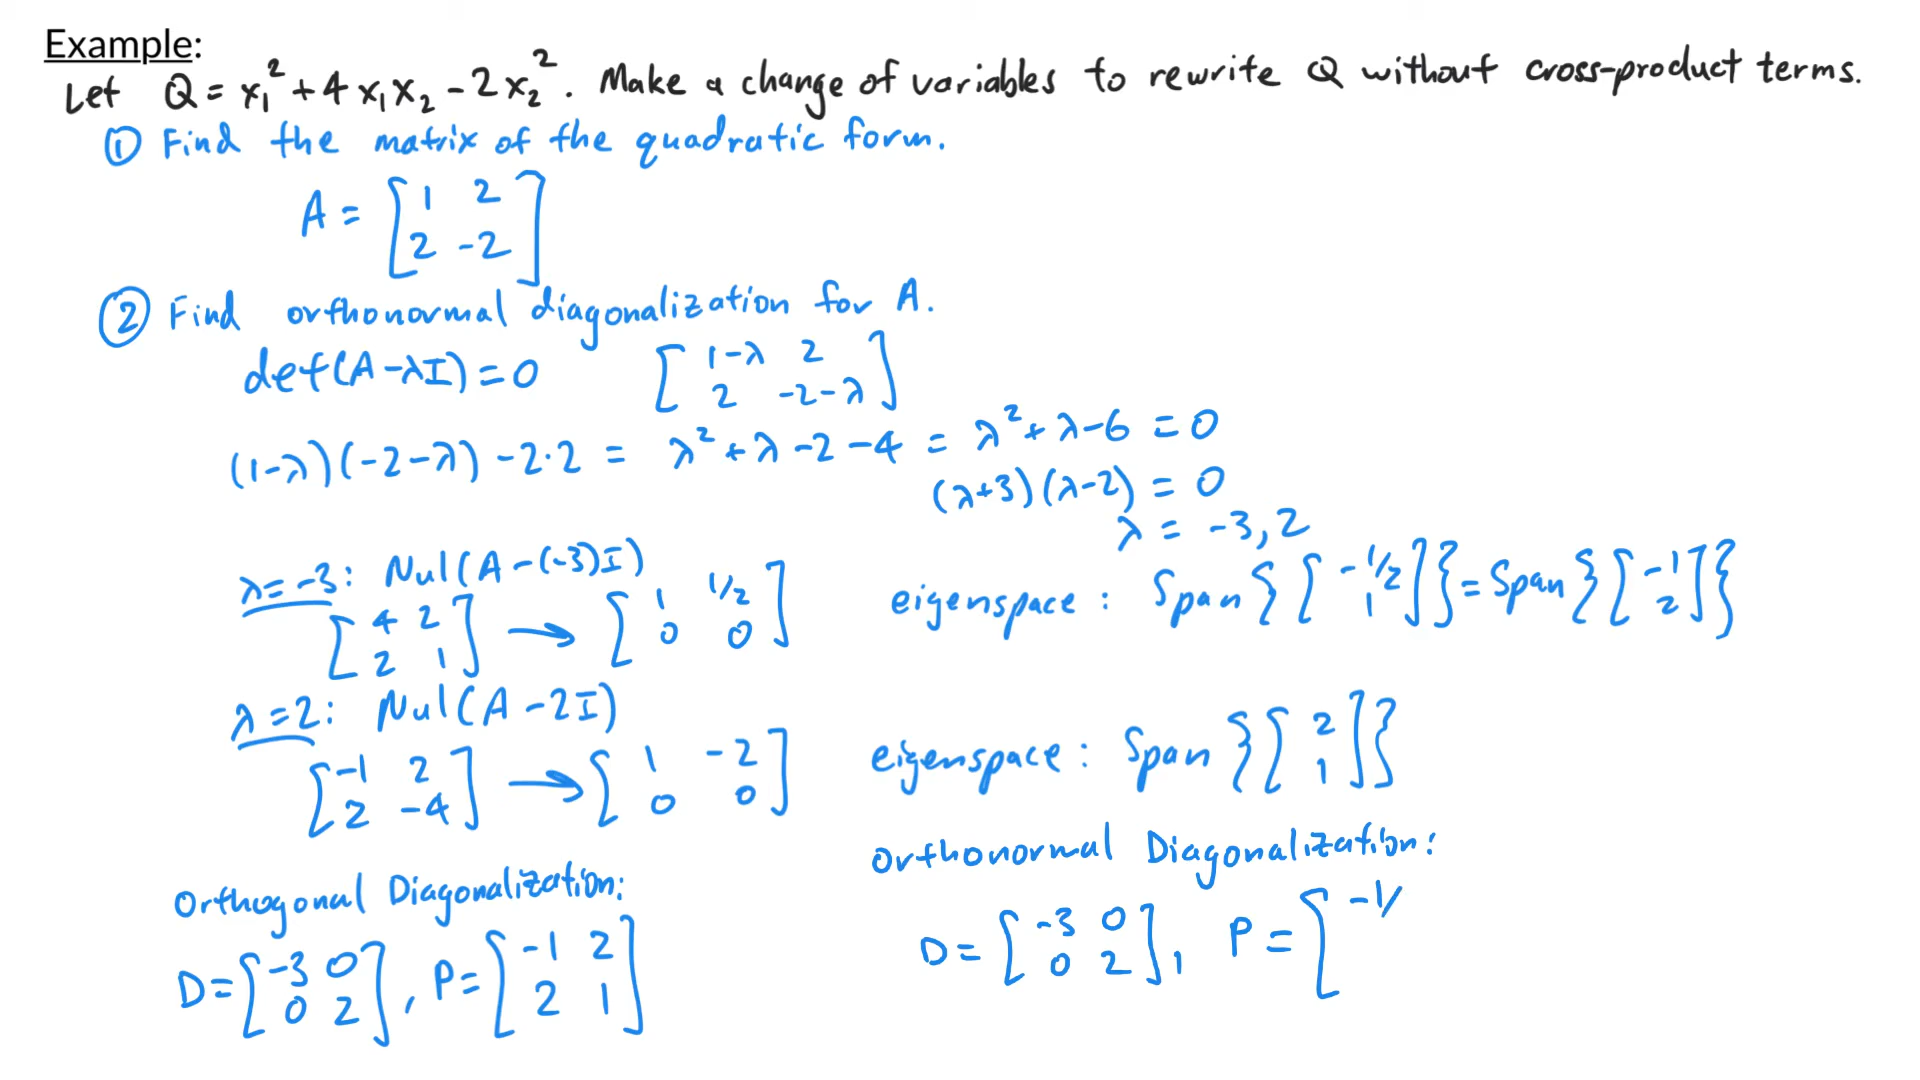 Example:
Let Q = x₁² + 4 x₁x₂ - 2x₂². Make a change of variables to rewrite Q without cross-product terms.
① Find the matrix of the quadratic form.
A = [ 1 2
2 -2 ]
② Find orthonormal diagonalization for A.
det(A-λI) = 0 [ 1-λ 2
2 -2-λ ]
(1-λ)(-2-λ) - 2·2 = λ² + λ - 2 - 4 = λ² + λ - 6 = 0
(λ+3)(λ-2) = 0
λ = -3, 2
λ = -3: Nul(A-(-3)I)
[ 4 2
2 1 ] → [ 1 1/2
0 0 ]
eigenspace: Span{[ -1/2
1 ]} = Span{[ -1
2 ]}
λ = 2: Nul(A-2I)
[ -1 2
2 -4 ] → [ 1 -2
0 0 ]
eigenspace: Span{[ 2
1 ]}
Orthogonal Diagonalization:
D = [ -3 0
0 2 ], P = [ -1 2
2 1 ]
Orthonormal Diagonalization:
D = [ -3 0
0 2 ], P = [ -1/